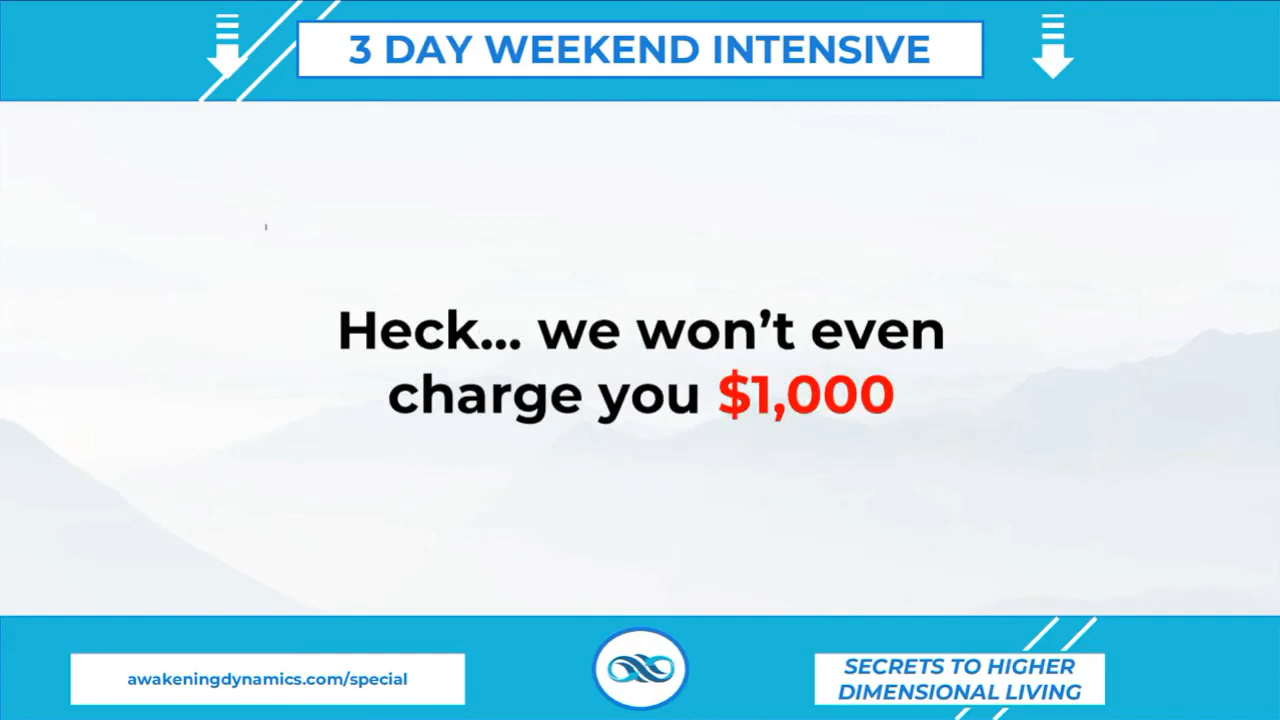 3 DAY WEEKEND INTENSIVE
Heck... we won’t even
charge you $1,000
awakeningdynamics.com/special
SECRETS TO HIGHER
DIMENSIONAL LIVING